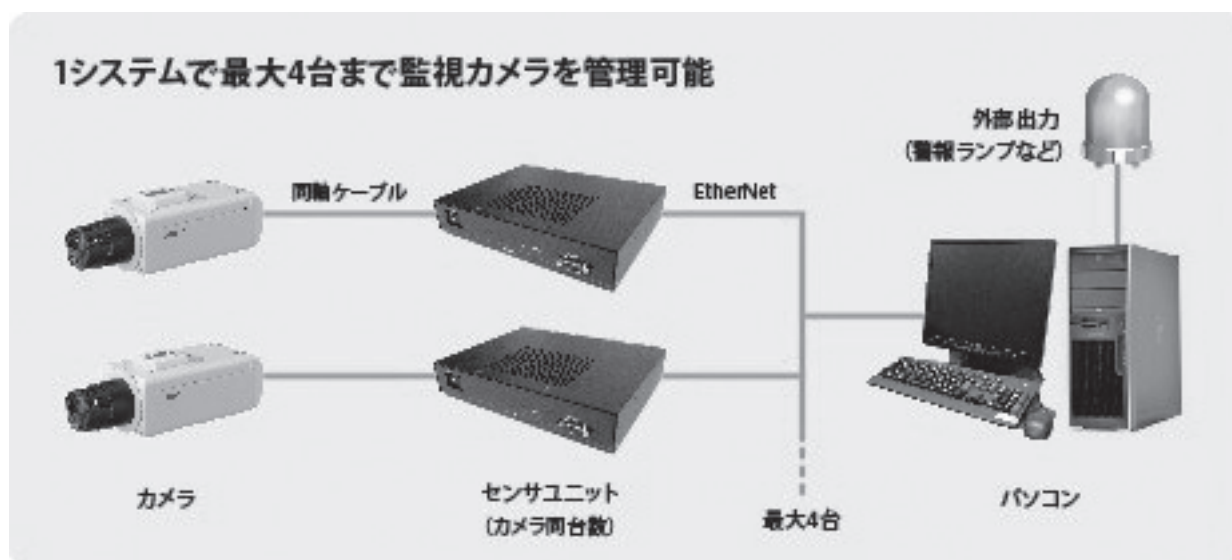 1システムで最大4台まで監視カメラを管理可能
外部出力
(警報ランプなど)
同軸ケーブル
EtherNet
カメラ
センサユニット
(カメラ同台数)
最大4台
パソコン